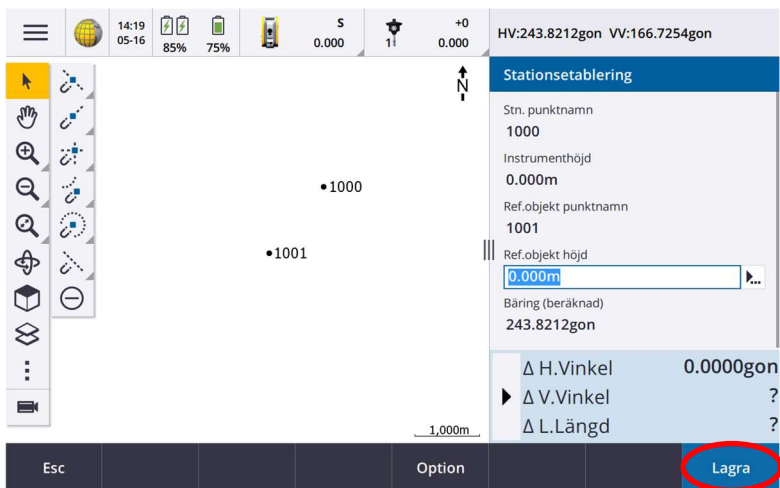 14:19
05-16
85%
75%
S
0.000
1
+0
0.000
HV:243.8212gon VV:166.7254gon
N
1000
1001
1,000m
Stationsetablering
Stn. punktnamn
1000
Instrumenthöjd
0.000m
Ref.objekt punktnamn
1001
Ref.objekt höjd
0.000m
Bäring (beräknad)
243.8212gon
Δ H.Vinkel 0.0000gon
Δ V.Vinkel ?
Δ L.Längd ?
Esc
Option
Lagra